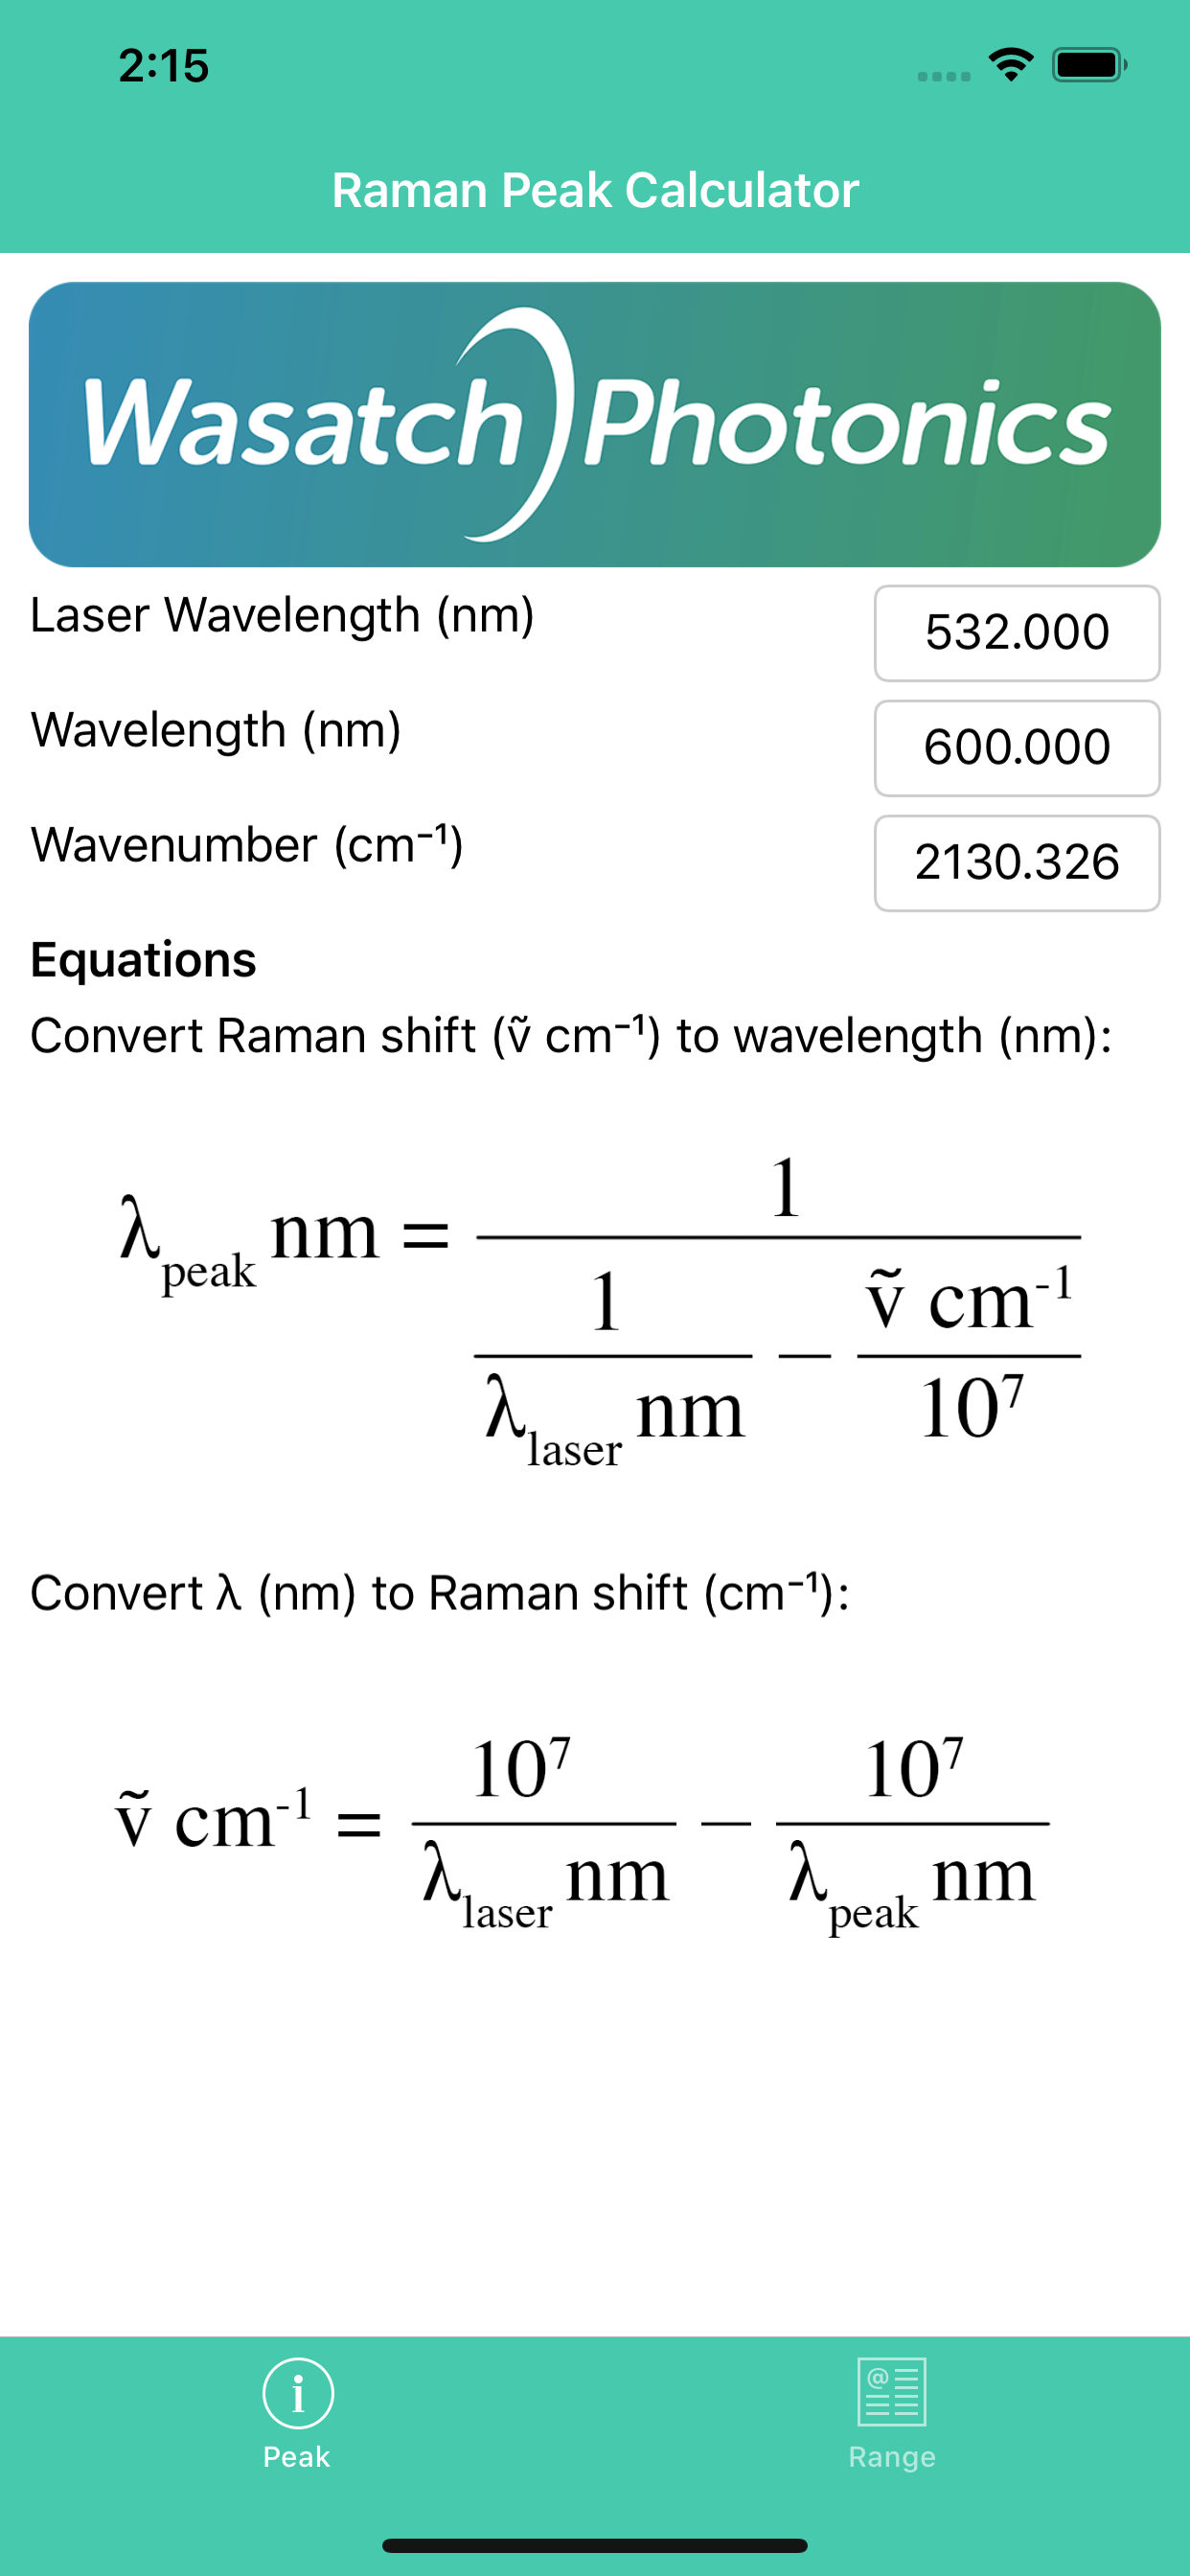 2:15
Raman Peak Calculator
Wasatch Photonics
Laser Wavelength (nm) 532.000
Wavelength (nm) 600.000
Wavenumber (cm⁻¹) 2130.326
Equations
Convert Raman shift (ṽ cm⁻¹) to wavelength (nm):
λpeak nm = 1
1 − ṽ cm⁻¹
λlaser nm 10⁷
Convert λ (nm) to Raman shift (cm⁻¹):
ṽ cm⁻¹ = 10⁷ − 10⁷
λlaser nm λpeak nm
i @
Peak Range